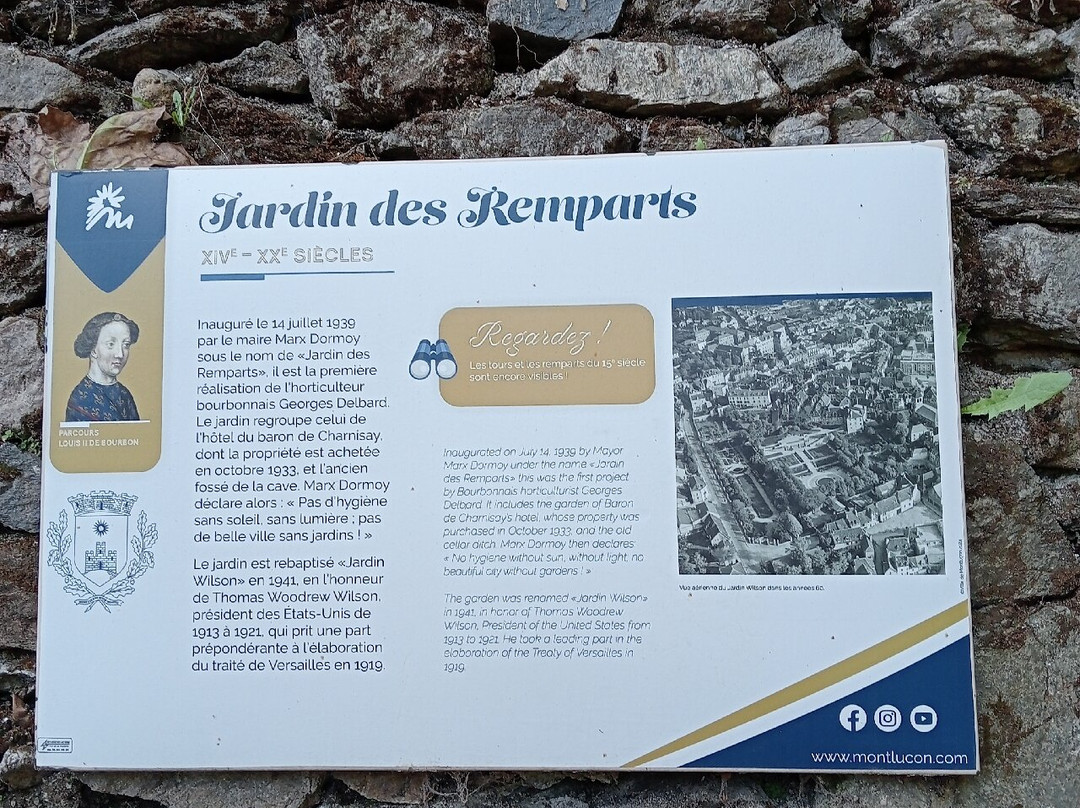 Jardin des Remparts
XIVE – XXE SIÈCLES
Inauguré le 14 juillet 1939
par le maire Marx Dormoy
sous le nom de «Jardin des
Remparts», il est la première
réalisation de l'horticulteur
bourbonnais Georges Delbard.
Le jardin regroupe celui de
l'hôtel du baron de Charnisay,
dont la propriété est achetée
en octobre 1933, et l'ancien
fossé de la cave. Marx Dormoy
déclare alors : « Pas d'hygiène
sans soleil, sans lumière ; pas
de belle ville sans jardins ! »
Le jardin est rebaptisé «Jardin
Wilson» en 1941, en l'honneur
de Thomas Woodrew Wilson,
président des États-Unis de
1913 à 1921, qui prit une part
prépondérante à l'élaboration
du traité de Versailles en 1919.
Regardez !
Les tours et les remparts du 15e siècle
sont encore visibles !
Inaugurated on July 14, 1939 by Mayor
Marx Dormoy under the name «Jardin
des Remparts» this was the first project
by Bourbonnais horticulturist Georges
Delbard. It includes the garden of Baron
de Charnisay's hotel, whose property was
purchased in October 1933, and the old
cellar ditch. Marx Dormoy then declares:
« No hygiene without sun, without light, no
beautiful city without gardens ! »
The garden was renamed «Jardin Wilson»
in 1941, in honor of Thomas Woodrew
Wilson, President of the United States from
1913 to 1921. He took a leading part in the
elaboration of the Treaty of Versailles in
1919.
Vue aérienne du Jardin Wilson dans les années 60.
PARCOURS
LOUIS II DE BOURBON
www.montlucon.com